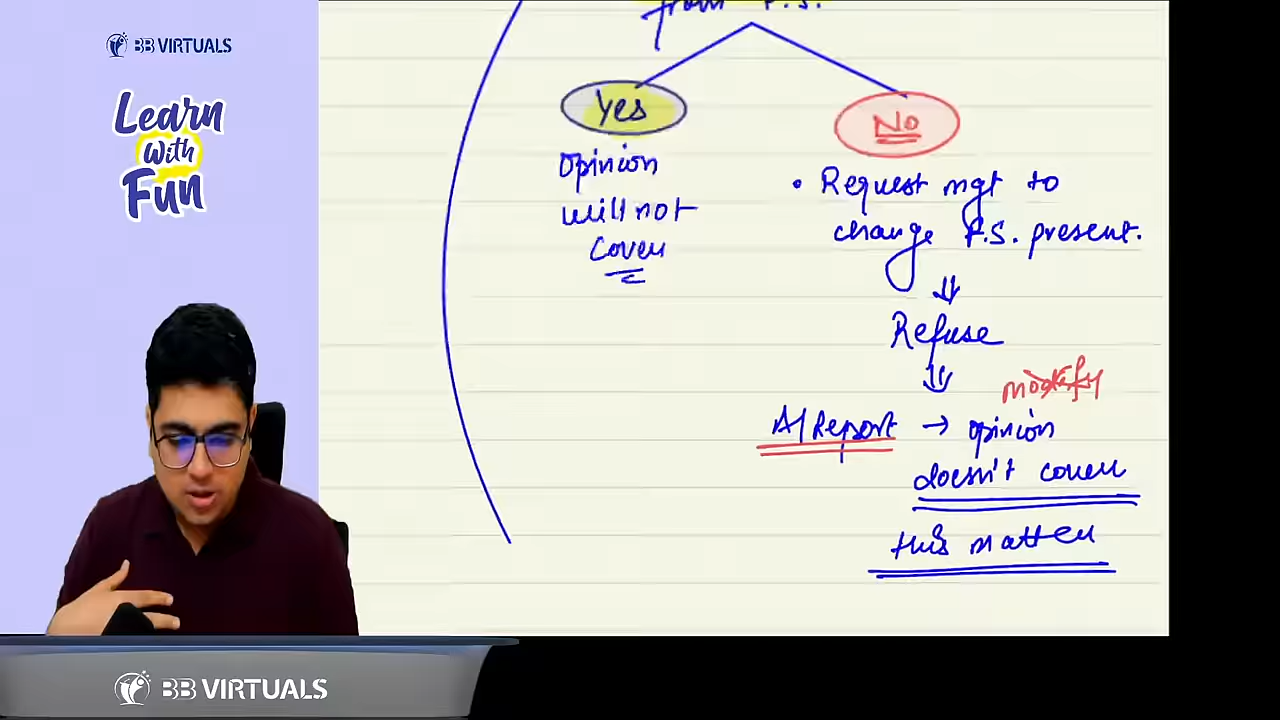 BB VIRTUALS
Learn
With
Fun
from F.S.
Yes
Opinion
will not
Cover
No
• Request mgt to
change F.S. present.
⇓
Refuse
⇓
modify
A/Report → opinion
doesn't cover
this matter
BB VIRTUALS